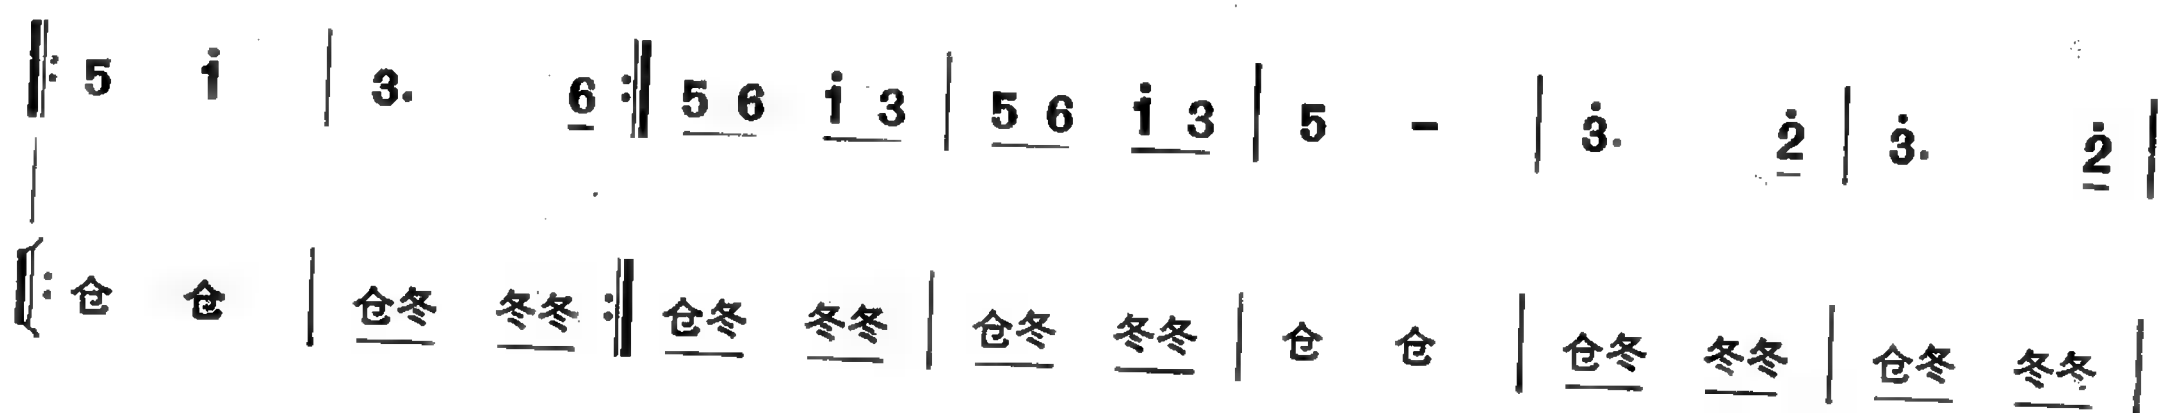 ‖: 5 i̇ | 3. 6 :‖ 5 6 i̇ 3 | 5 6 i̇ 3 | 5 - | 3̇. 2̇ | 3̇. 2̇ |
‖: 仓 仓 | 仓冬 冬冬 :‖ 仓冬 冬冬 | 仓冬 冬冬 | 仓 仓 | 仓冬 冬冬 | 仓冬 冬冬 |